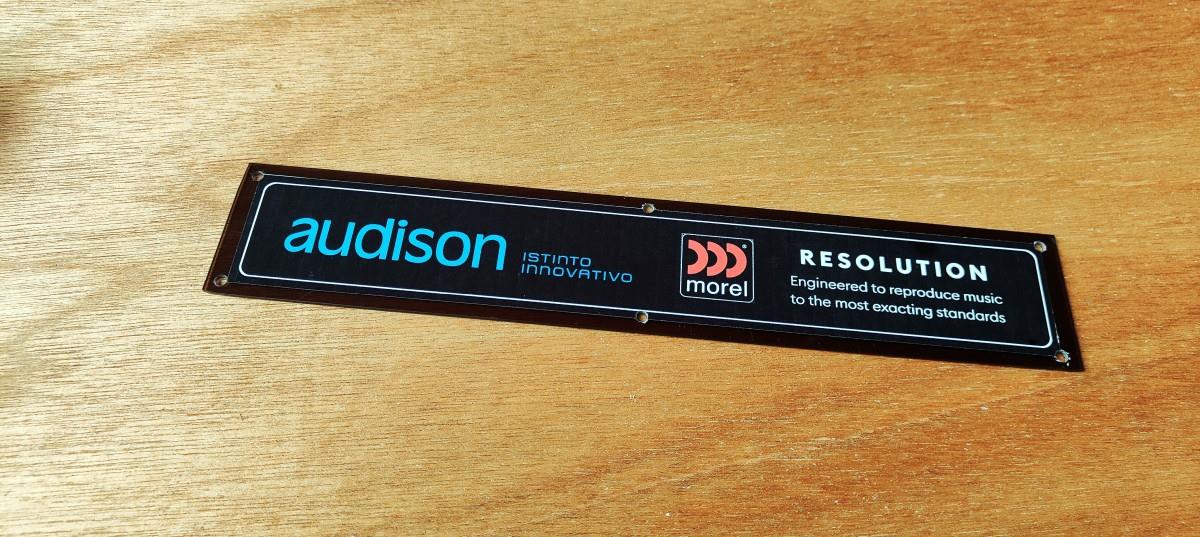 audison
ISTINTO
INNOVATIVO
morel
RESOLUTION
Engineered to reproduce music
to the most exacting standards